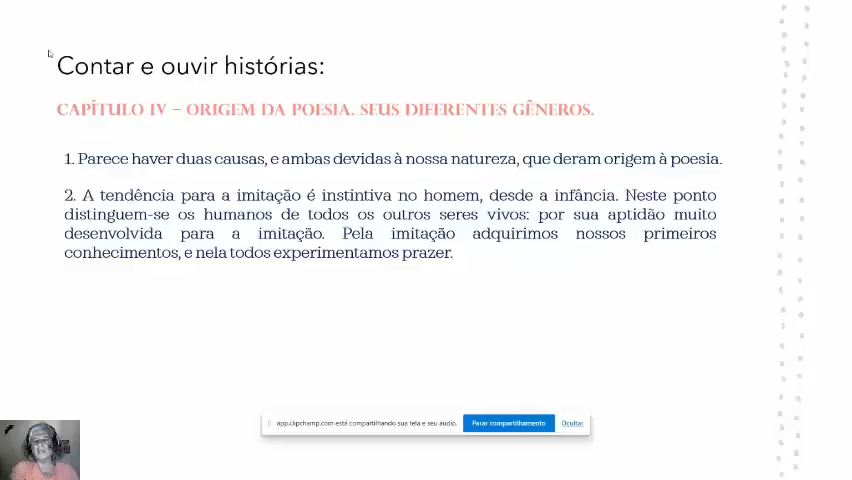 Contar e ouvir histórias:
CAPÍTULO IV – ORIGEM DA POESIA. SEUS DIFERENTES GÊNEROS.
1. Parece haver duas causas, e ambas devidas à nossa natureza, que deram origem à poesia.
2. A tendência para a imitação é instintiva no homem, desde a infância. Neste ponto
distinguem-se os humanos de todos os outros seres vivos: por sua aptidão muito
desenvolvida para a imitação. Pela imitação adquirimos nossos primeiros
conhecimentos, e nela todos experimentamos prazer.
app.clipchamp.com está compartilhando sua tela e seu áudio. Parar compartilhamento Ocultar